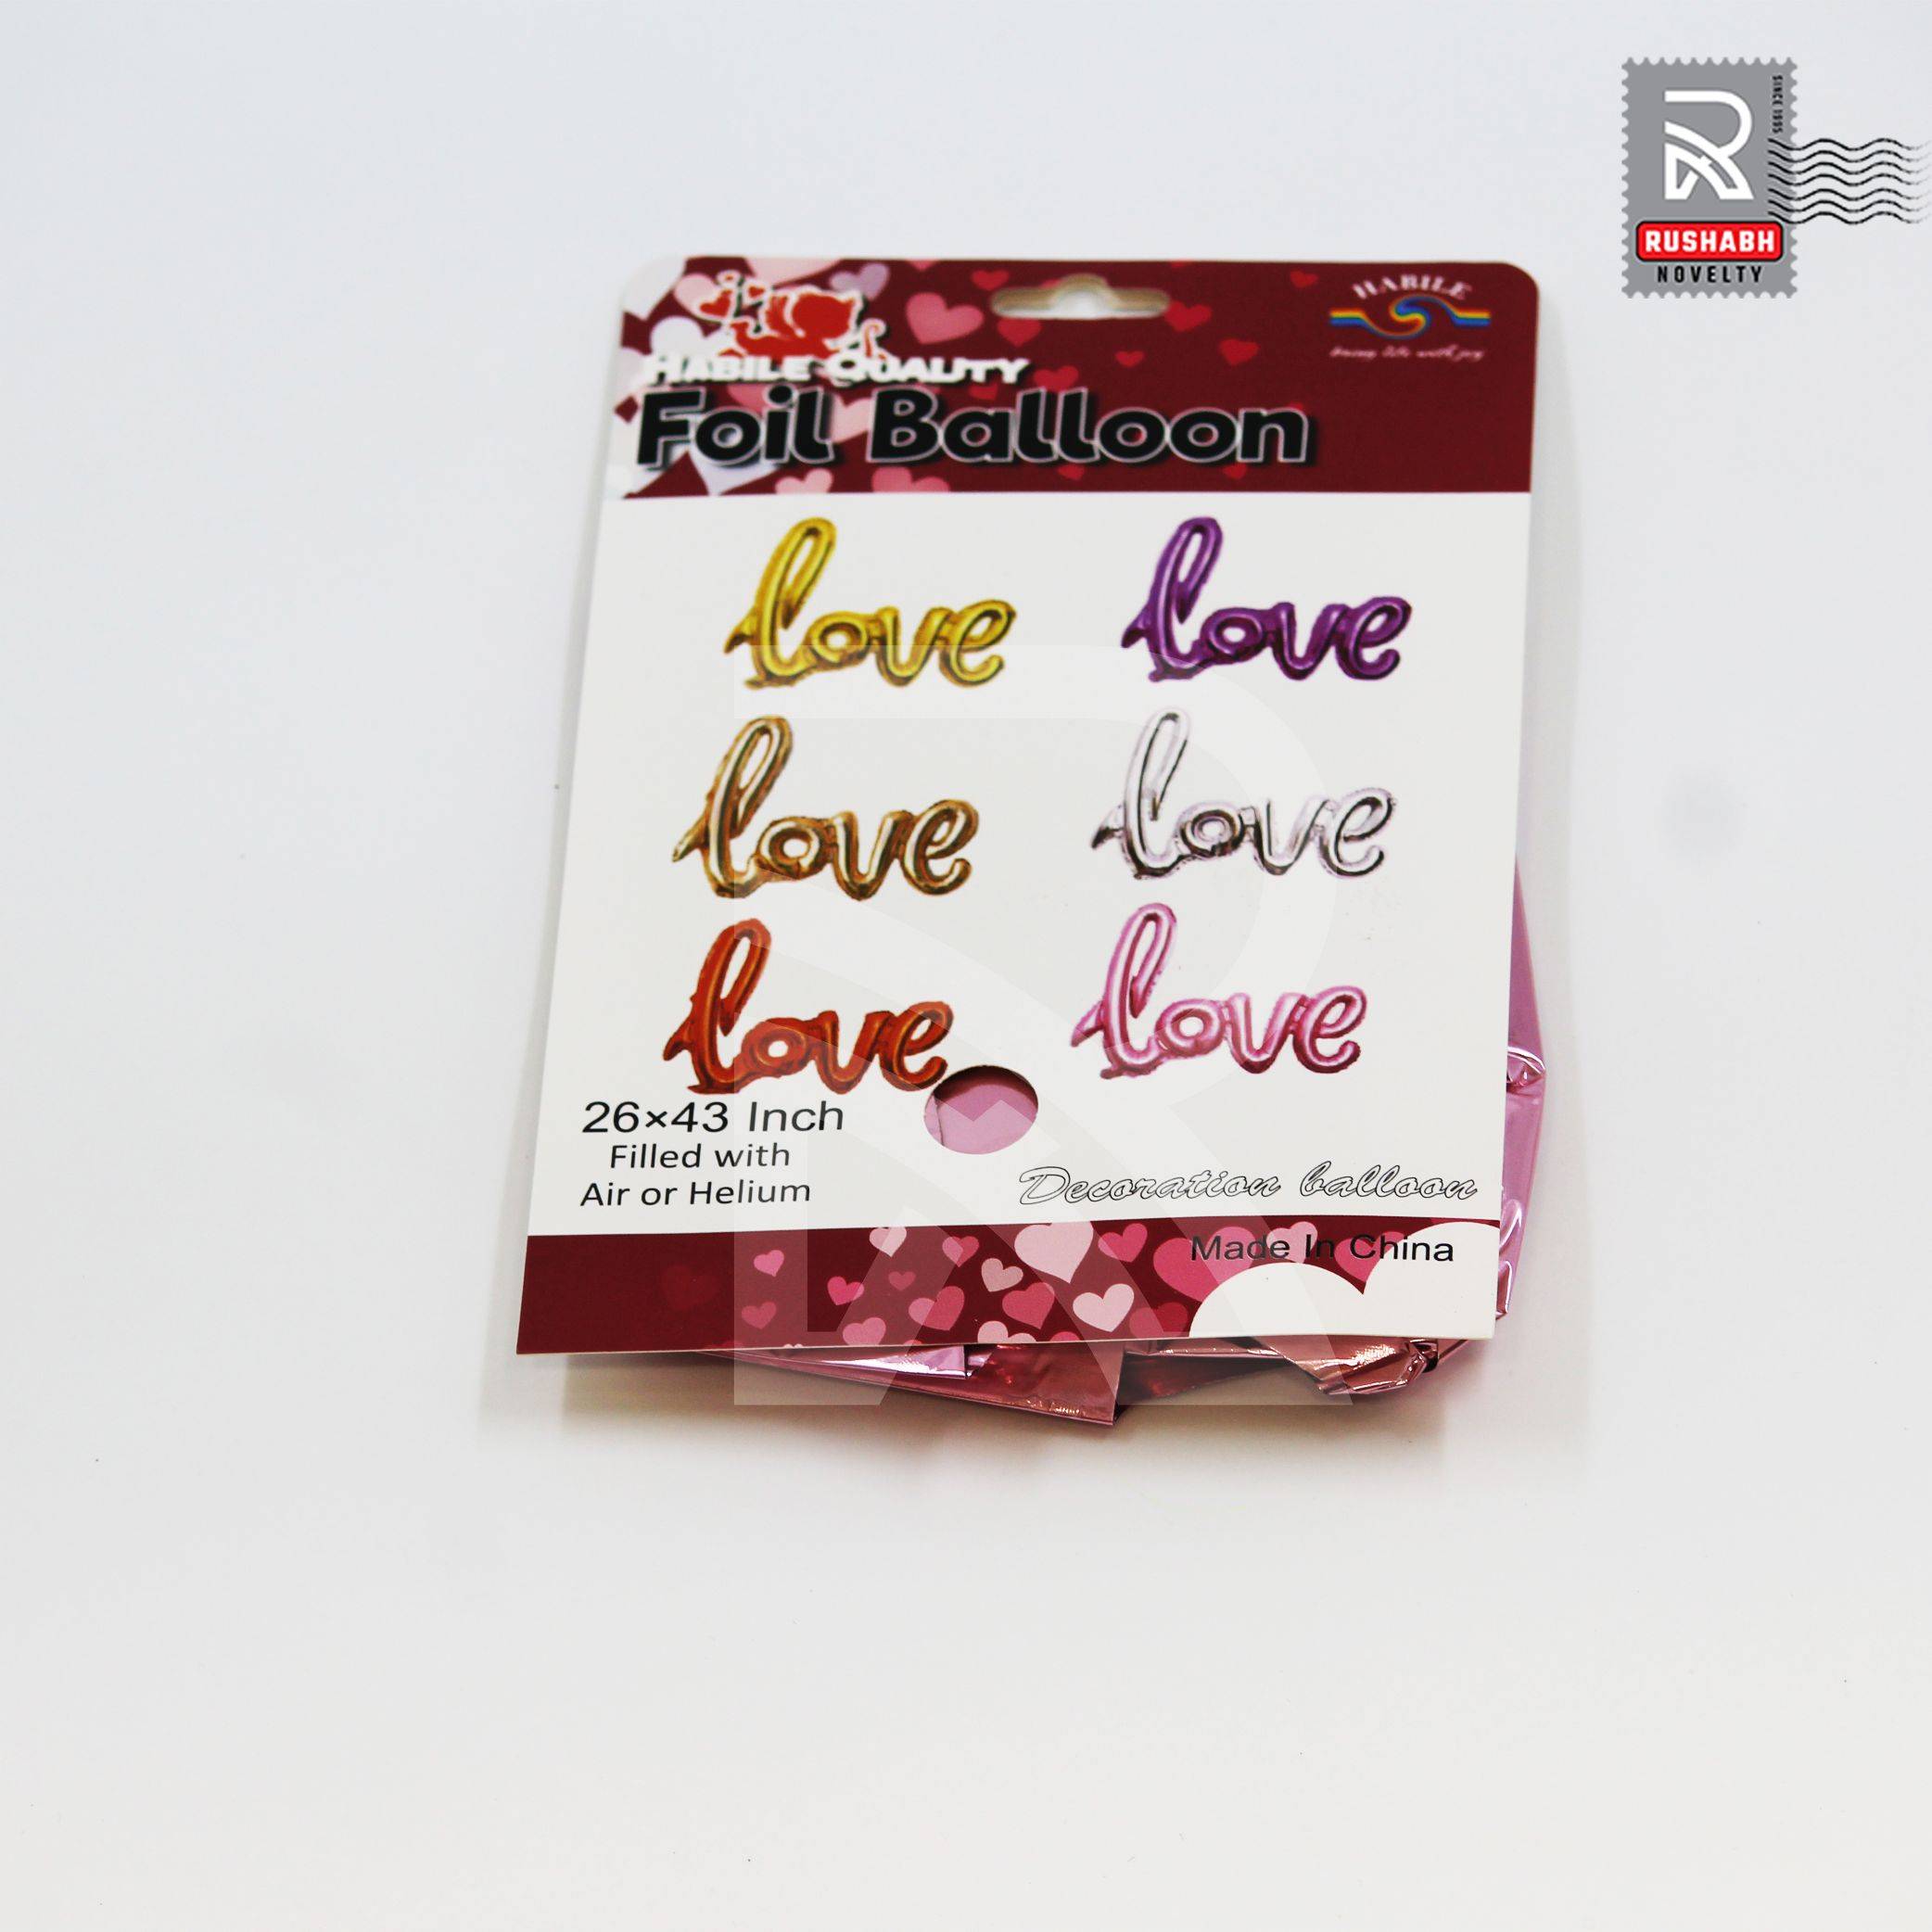 SINCE 1995
RUSHABH
NOVELTY
HABILE
HABILE QUALITY
Foil Balloon
love
love
love
love
love
love
26×43 Inch
Filled with
Air or Helium
Decoration balloon
Made In China